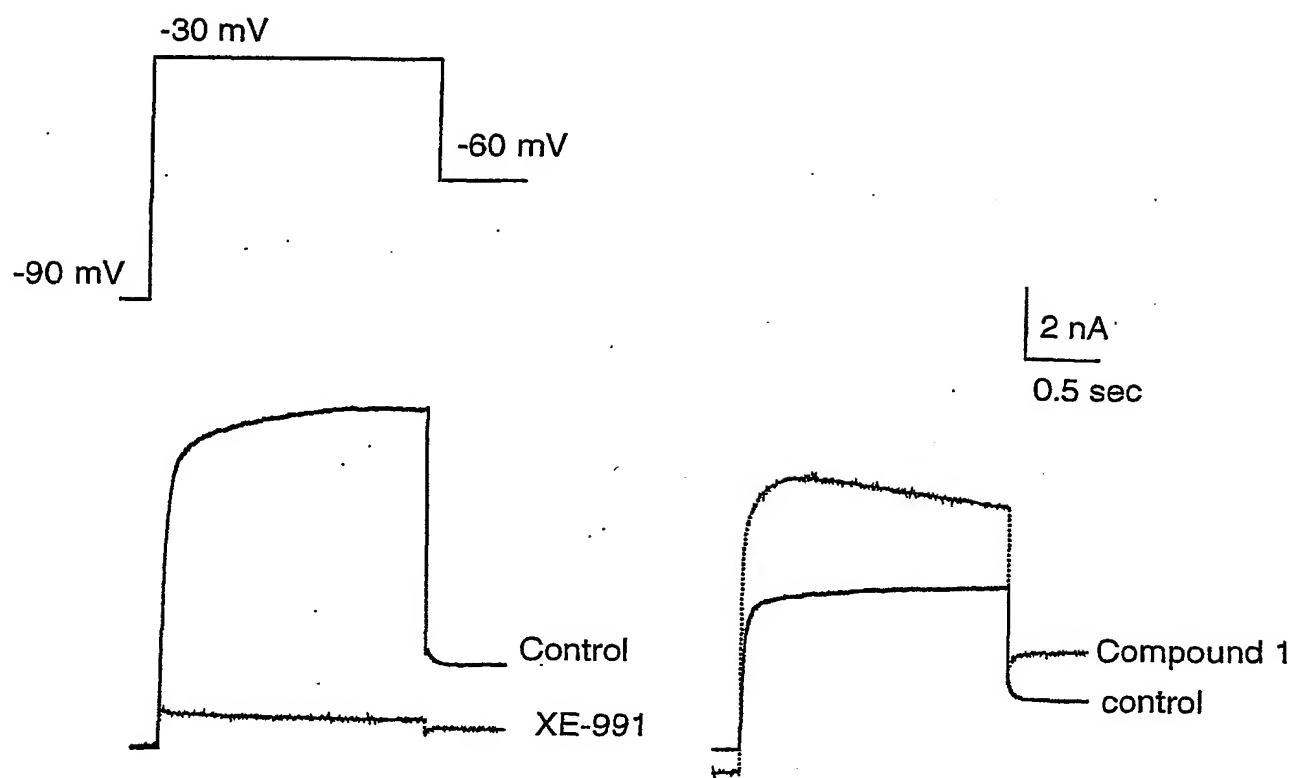 -30 mV
-60 mV
-90 mV
2 nA
0.5 sec
Control
XE-991
Compound 1
control